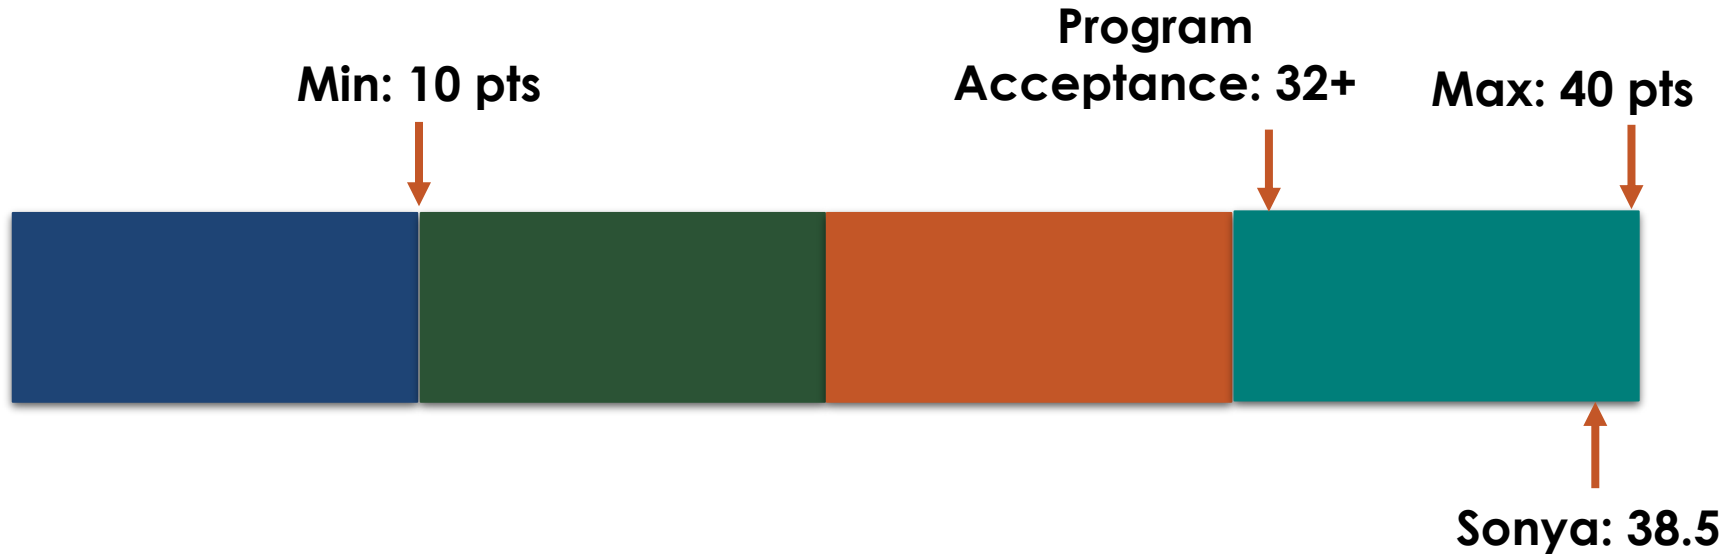 Program
Acceptance: 32+
Min: 10 pts
Max: 40 pts
Sonya: 38.5